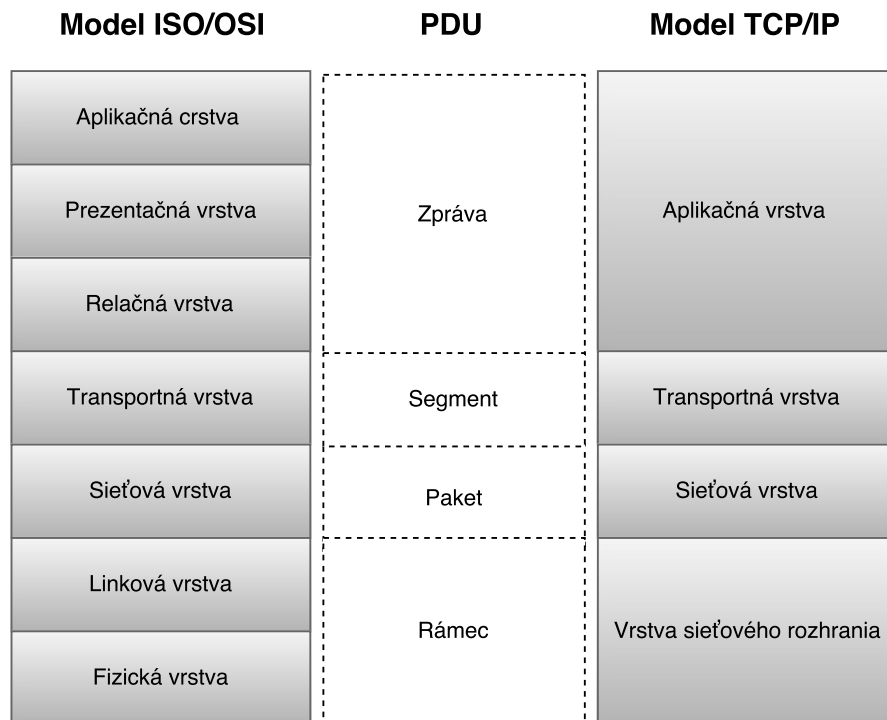 Model ISO/OSI
PDU
Model TCP/IP
Aplikačná crstva
Prezentačná vrstva
Relačná vrstva
Transportná vrstva
Sieťová vrstva
Linková vrstva
Fizická vrstva
Zpráva
Segment
Paket
Rámec
Aplikačná vrstva
Transportná vrstva
Sieťová vrstva
Vrstva sieťového rozhrania